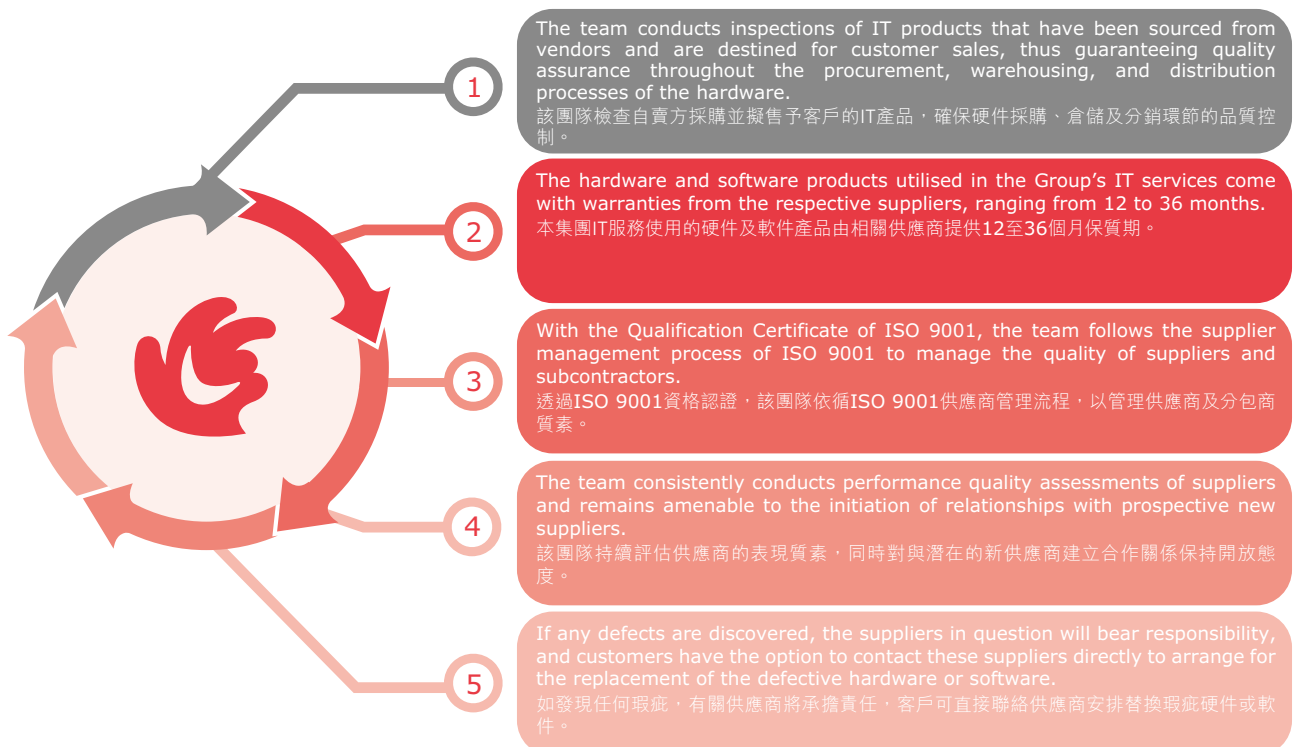 1
The team conducts inspections of IT products that have been sourced from
vendors and are destined for customer sales, thus guaranteeing quality
assurance throughout the procurement, warehousing, and distribution
processes of the hardware.
該團隊檢查自賣方採購並擬售予客戶的IT產品，確保硬件採購、倉儲及分銷環節的品質控
制。
2
The hardware and software products utilised in the Group’s IT services come
with warranties from the respective suppliers, ranging from 12 to 36 months.
本集團IT服務使用的硬件及軟件產品由相關供應商提供12至36個月保質期。
3
With the Qualification Certificate of ISO 9001, the team follows the supplier
management process of ISO 9001 to manage the quality of suppliers and
subcontractors.
透過ISO 9001資格認證，該團隊依循ISO 9001供應商管理流程，以管理供應商及分包商
質素。
4
The team consistently conducts performance quality assessments of suppliers
and remains amenable to the initiation of relationships with prospective new
suppliers.
該團隊持續評估供應商的表現質素，同時對與潛在的新供應商建立合作關係保持開放態
度。
5
If any defects are discovered, the suppliers in question will bear responsibility,
and customers have the option to contact these suppliers directly to arrange for
the replacement of the defective hardware or software.
如發現任何瑕疵，有關供應商將承擔責任，客戶可直接聯絡供應商安排替換瑕疵硬件或軟
件。